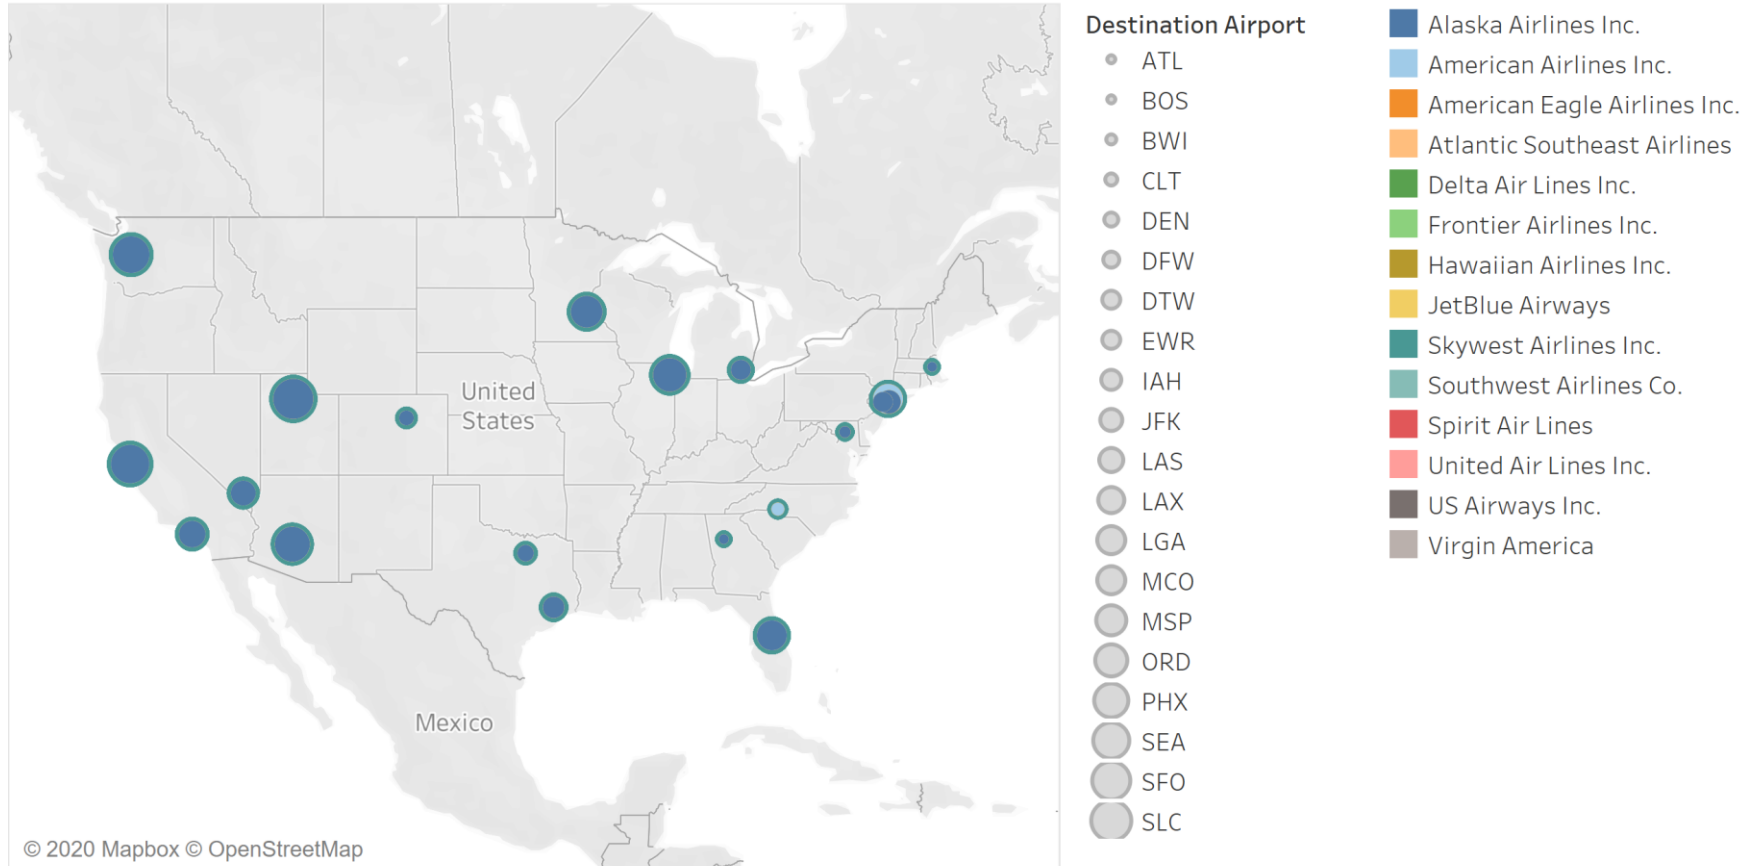 United
States
Mexico
© 2020 Mapbox © OpenStreetMap
Destination Airport
ATL
BOS
BWI
CLT
DEN
DFW
DTW
EWR
IAH
JFK
LAS
LAX
LGA
MCO
MSP
ORD
PHX
SEA
SFO
SLC
Alaska Airlines Inc.
American Airlines Inc.
American Eagle Airlines Inc.
Atlantic Southeast Airlines
Delta Air Lines Inc.
Frontier Airlines Inc.
Hawaiian Airlines Inc.
JetBlue Airways
Skywest Airlines Inc.
Southwest Airlines Co.
Spirit Air Lines
United Air Lines Inc.
US Airways Inc.
Virgin America